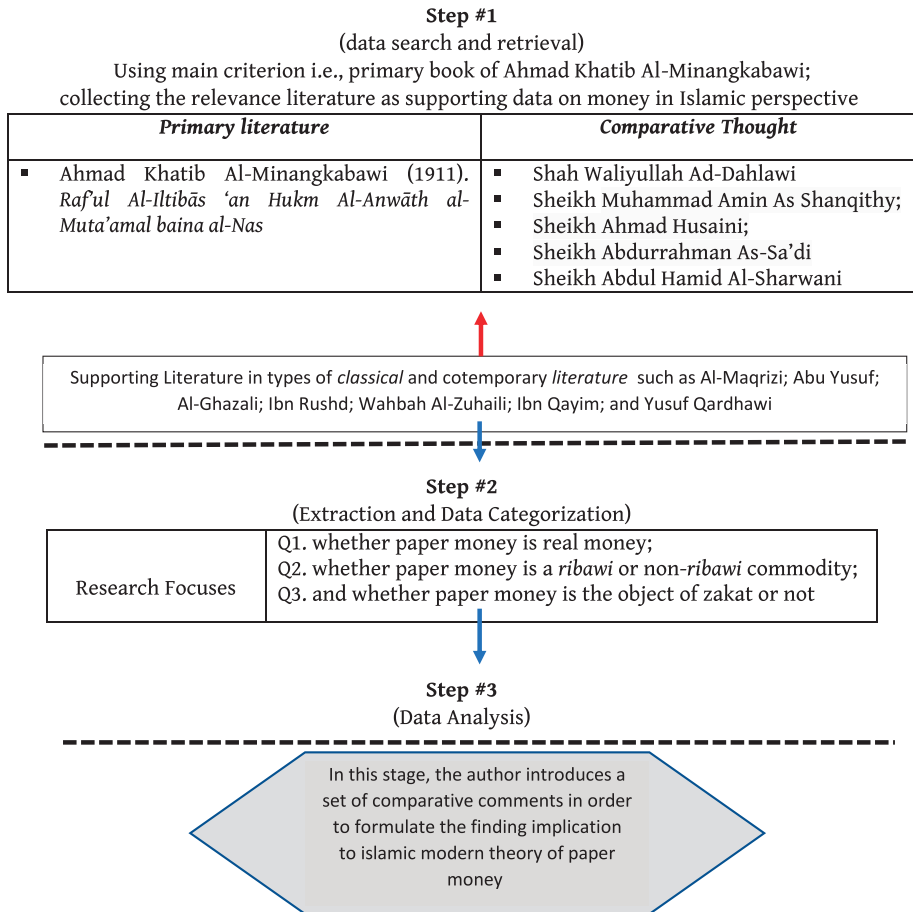 Step #1
(data search and retrieval)
Using main criterion i.e., primary book of Ahmad Khatib Al-Minangkabawi;
collecting the relevance literature as supporting data on money in Islamic perspective
Primary literature
▪ Ahmad Khatib Al-Minangkabawi (1911).
Raf’ul Al-Iltibās ‘an Hukm Al-Anwāth al-
Muta’amal baina al-Nas
Comparative Thought
▪ Shah Waliyullah Ad-Dahlawi
▪ Sheikh Muhammad Amin As Shanqithy;
▪ Sheikh Ahmad Husaini;
▪ Sheikh Abdurrahman As-Sa’di
▪ Sheikh Abdul Hamid Al-Sharwani
Supporting Literature in types of classical and cotemporary literature such as Al-Maqrizi; Abu Yusuf;
Al-Ghazali; Ibn Rushd; Wahbah Al-Zuhaili; Ibn Qayim; and Yusuf Qardhawi
Step #2
(Extraction and Data Categorization)
Research Focuses
Q1. whether paper money is real money;
Q2. whether paper money is a ribawi or non-ribawi commodity;
Q3. and whether paper money is the object of zakat or not
Step #3
(Data Analysis)
In this stage, the author introduces a
set of comparative comments in order
to formulate the finding implication
to islamic modern theory of paper
money